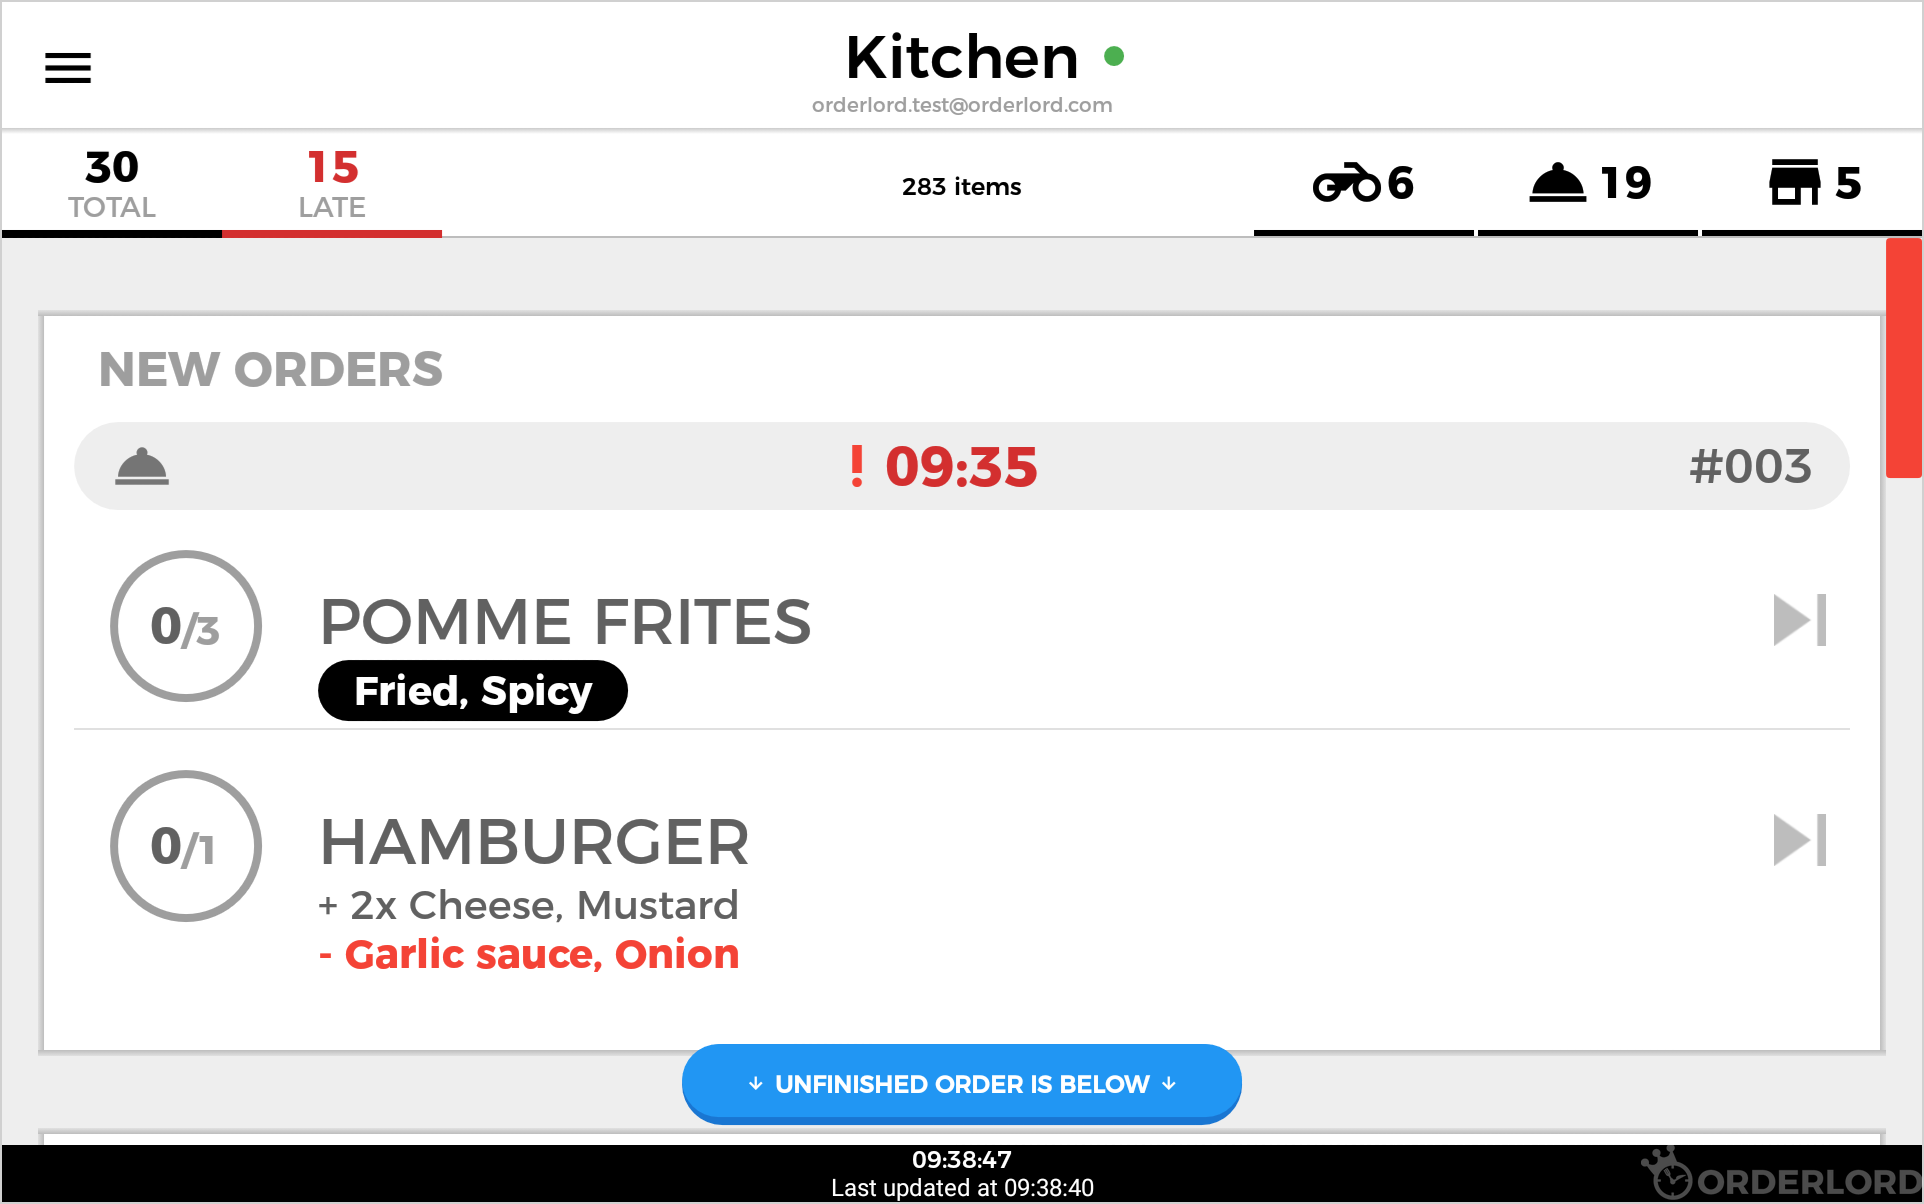 Kitchen
orderlord.test@orderlord.com
30
TOTAL
15
LATE
283 items
6
19
5
NEW ORDERS
! 09:35
#003
0/3
POMME FRITES
Fried, Spicy
0/1
HAMBURGER
+ 2x Cheese, Mustard
- Garlic sauce, Onion
↓ UNFINISHED ORDER IS BELOW ↓
09:38:47
Last updated at 09:38:40
ORDERLORD